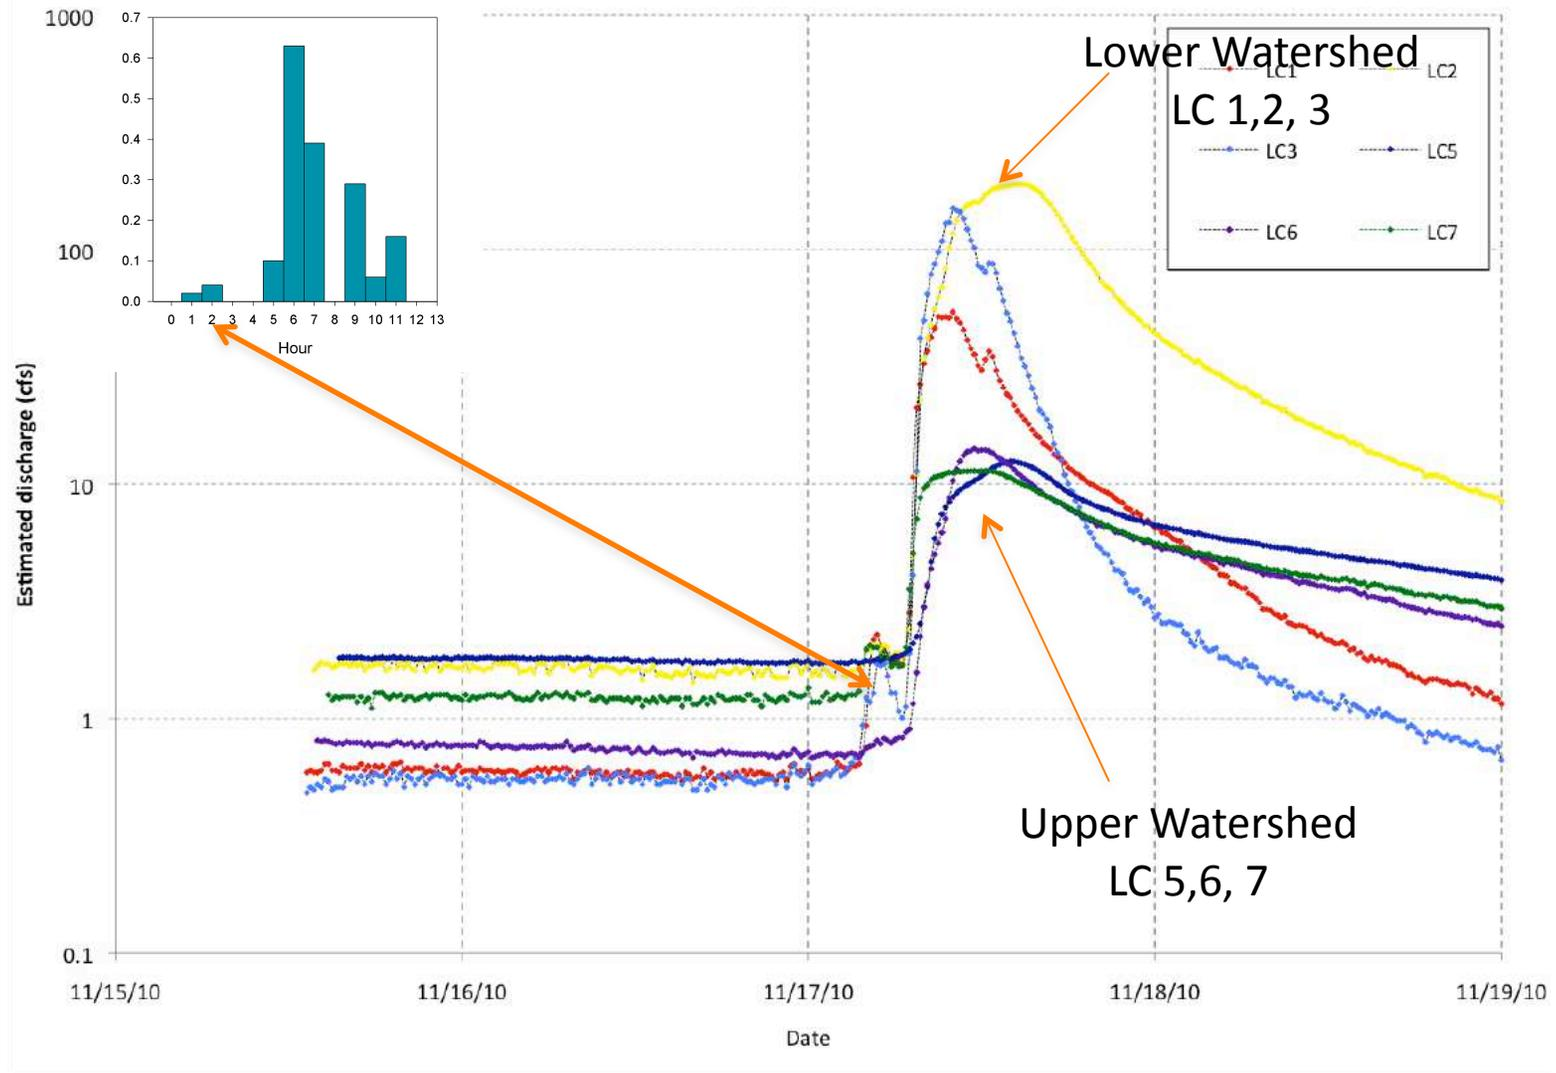 1000
100
10
1
0.1
Estimated discharge (cfs)
0.7
0.6
0.5
0.4
0.3
0.2
0.1
0.0
0 1 2 3 4 5 6 7 8 9 10 11 12 13
Hour
Lower Watershed
LC 1,2, 3
LC1 LC2
LC3 LC5
LC6 LC7
Upper Watershed
LC 5,6, 7
11/15/10 11/16/10 11/17/10 11/18/10 11/19/10
Date